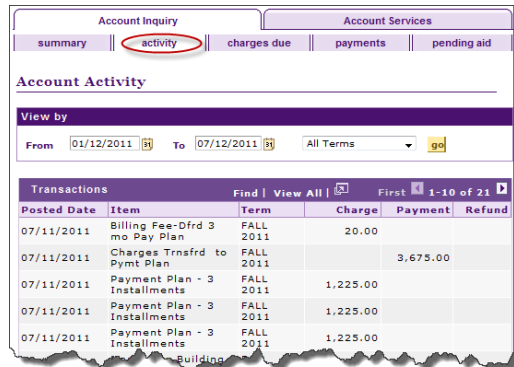 Account Inquiry Account Services
summary activity charges due payments pending aid
Account Activity
View by
From 01/12/2011 31 To 07/12/2011 31 All Terms go
Transactions Find | View All | First 1-10 of 21
Posted Date Item Term Charge Payment Refund
07/11/2011 Billing Fee-Dfrd 3 mo Pay Plan FALL 2011 20.00
07/11/2011 Charges Trnsfrd to Pymt Plan FALL 2011 3,675.00
07/11/2011 Payment Plan - 3 Installments FALL 2011 1,225.00
07/11/2011 Payment Plan - 3 Installments FALL 2011 1,225.00
07/11/2011 Payment Plan - 3 Installments FALL 2011 1,225.00
Building